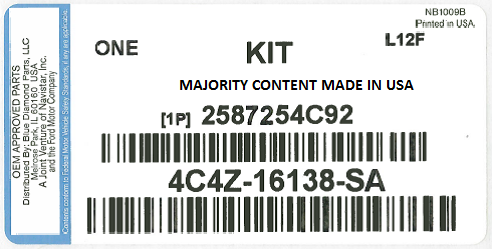 NB1009B
Printed in USA
ONE
KIT
L12F
MAJORITY CONTENT MADE IN USA
[1P] 2587254C92
4C4Z-16138-SA
OEM APPROVED PARTS
Distributed By: Blue Diamond Parts, LLC
Melrose Park, IL 60160 USA
A Joint Venture of Navistar, Inc.
and the Ford Motor Company
Contents conform to Federal Motor Vehicle Safety Standards, if any are applicable.